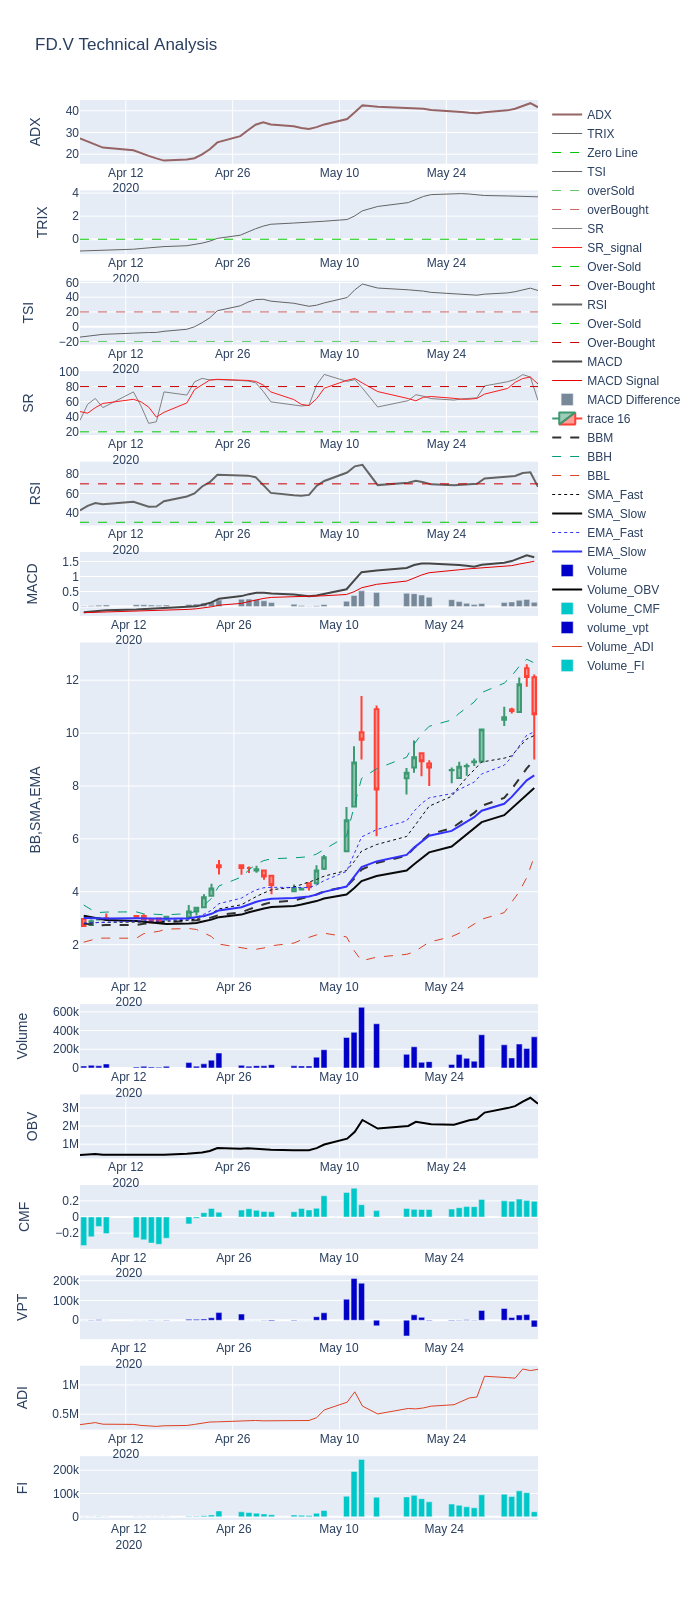 FD.V Technical Analysis
ADX
40
30
20
Apr 12
2020
Apr 26
May 10
May 24
TRIX
4
2
0
Apr 12
2020
Apr 26
May 10
May 24
TSI
60
40
20
0
−20
Apr 12
2020
Apr 26
May 10
May 24
SR
100
80
60
40
20
Apr 12
2020
Apr 26
May 10
May 24
RSI
80
60
40
Apr 12
2020
Apr 26
May 10
May 24
MACD
1.5
1
0.5
0
Apr 12
2020
Apr 26
May 10
May 24
BB,SMA,EMA
12
10
8
6
4
2
Apr 12
2020
Apr 26
May 10
May 24
Volume
600k
400k
200k
0
Apr 12
2020
Apr 26
May 10
May 24
OBV
3M
2M
1M
Apr 12
2020
Apr 26
May 10
May 24
CMF
0.2
0
−0.2
Apr 12
2020
Apr 26
May 10
May 24
VPT
200k
100k
0
Apr 12
2020
Apr 26
May 10
May 24
ADI
1M
0.5M
Apr 12
2020
Apr 26
May 10
May 24
FI
200k
100k
0
Apr 12
2020
Apr 26
May 10
May 24
ADX
TRIX
Zero Line
TSI
overSold
overBought
SR
SR_signal
Over-Sold
Over-Bought
RSI
Over-Sold
Over-Bought
MACD
MACD Signal
MACD Difference
trace 16
BBM
BBH
BBL
SMA_Fast
SMA_Slow
EMA_Fast
EMA_Slow
Volume
Volume_OBV
Volume_CMF
volume_vpt
Volume_ADI
Volume_FI